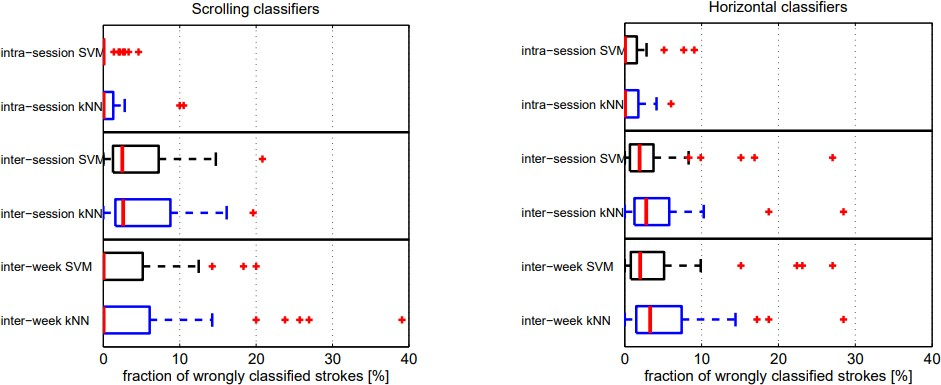 Scrolling classifiers
intra−session SVM
intra−session kNN
inter−session SVM
inter−session kNN
inter−week SVM
inter−week kNN
0 10 20 30 40
fraction of wrongly classified strokes [%]
Horizontal classifiers
intra−session SVM
intra−session kNN
inter−session SVM
inter−session kNN
inter−week SVM
inter−week kNN
0 10 20 30 40
fraction of wrongly classified strokes [%]